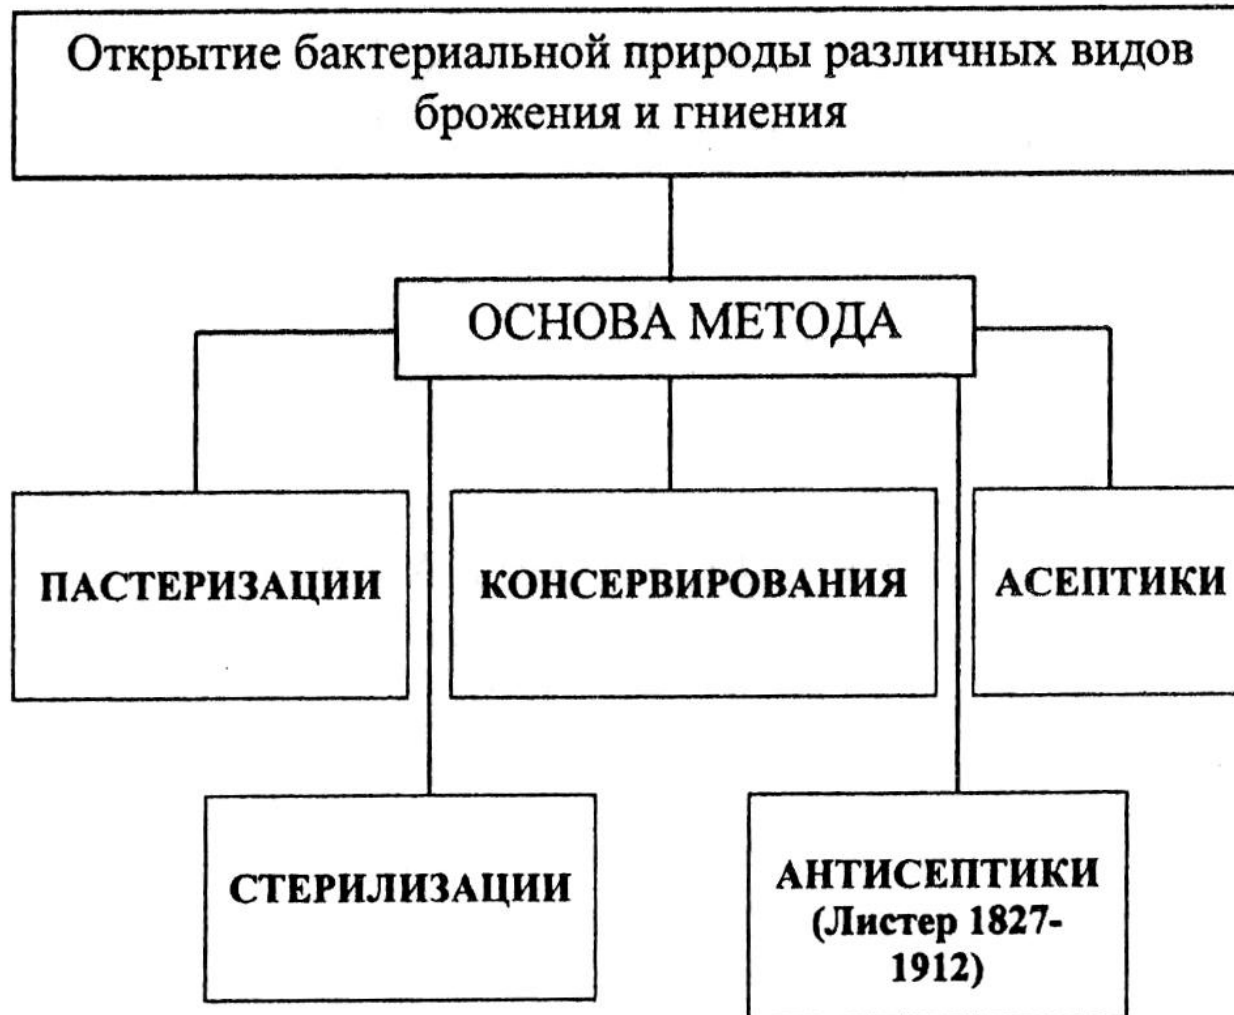 Открытие бактериальной природы различных видов
брожения и гниения
ОСНОВА МЕТОДА
ПАСТЕРИЗАЦИИ
КОНСЕРВИРОВАНИЯ
АСЕПТИКИ
СТЕРИЛИЗАЦИИ
АНТИСЕПТИКИ
(Листер 1827-
1912)